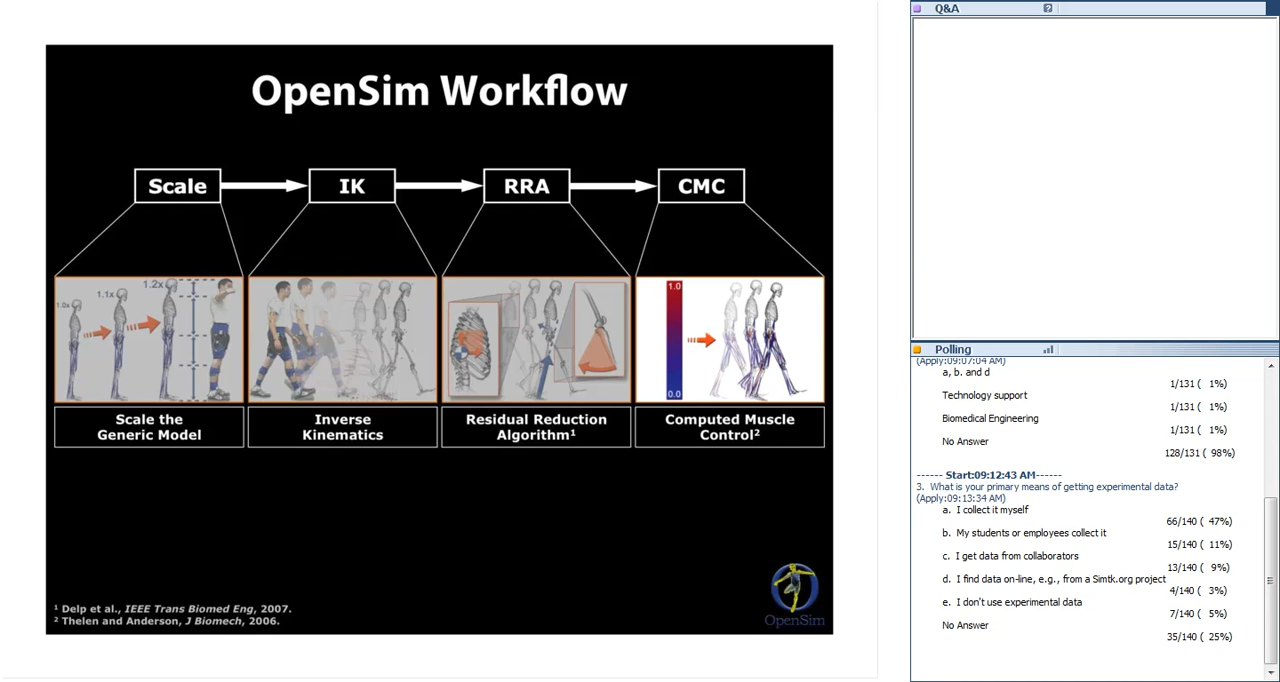 OpenSim Workflow
Scale
IK
RRA
CMC
1.0x
1.1x
1.2x
1.0
0.0
Scale the
Generic Model
Inverse
Kinematics
Residual Reduction
Algorithm¹
Computed Muscle
Control²
¹ Delp et al., IEEE Trans Biomed Eng, 2007.
² Thelen and Anderson, J Biomech, 2006.
OpenSim
Q&A
?
Polling
(Apply:09:07:04 AM)
a, b. and d
1/131 ( 1%)
Technology support
1/131 ( 1%)
Biomedical Engineering
1/131 ( 1%)
No Answer
128/131 ( 98%)
------ Start:09:12:43 AM------
3. What is your primary means of getting experimental data?
(Apply:09:13:34 AM)
a. I collect it myself
66/140 ( 47%)
b. My students or employees collect it
15/140 ( 11%)
c. I get data from collaborators
13/140 ( 9%)
d. I find data on-line, e.g., from a Simtk.org project
4/140 ( 3%)
e. I don't use experimental data
7/140 ( 5%)
No Answer
35/140 ( 25%)